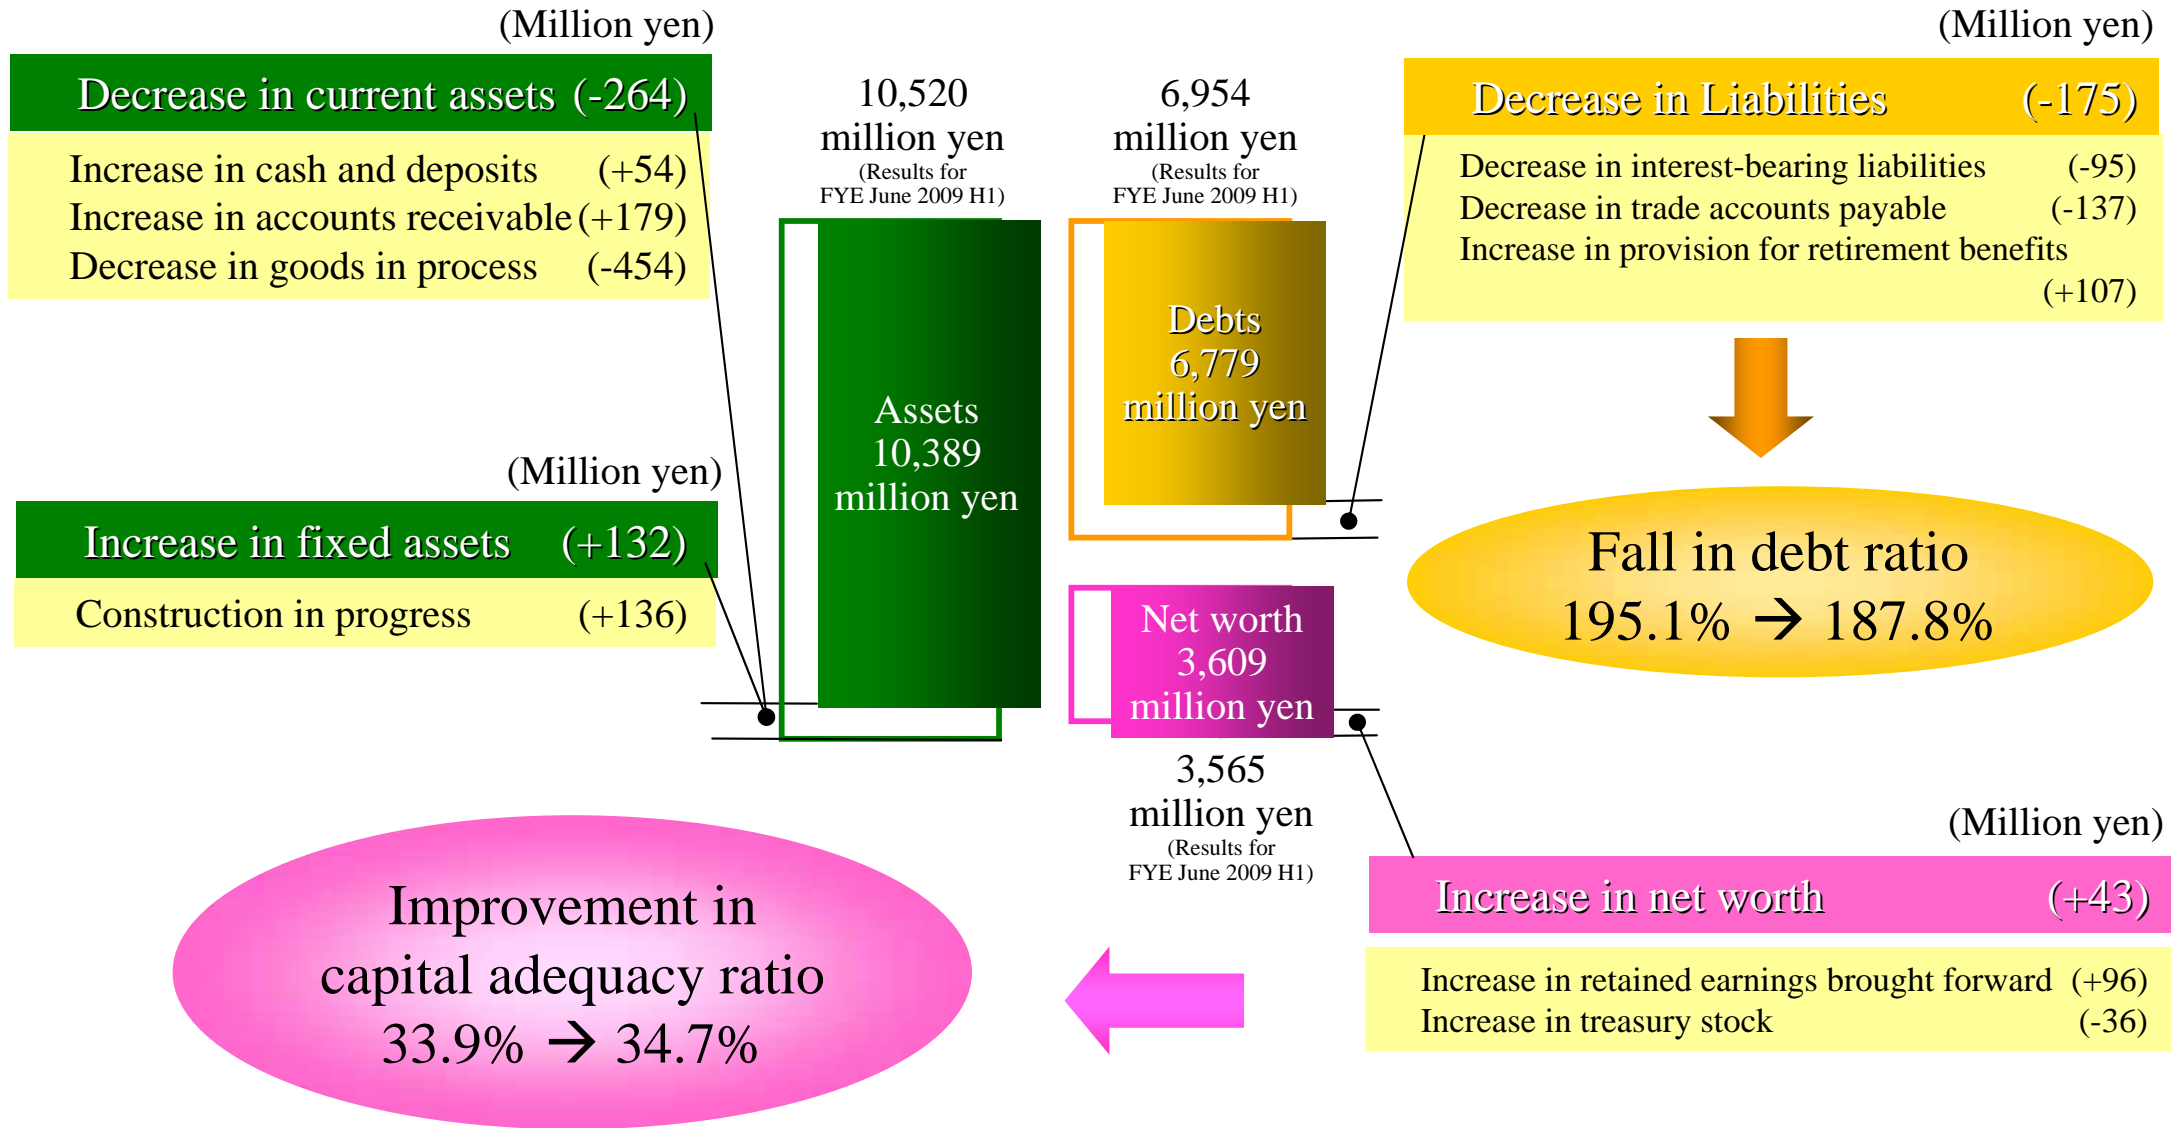 (Million yen)
Decrease in current assets (-264)
Increase in cash and deposits (+54)
Increase in accounts receivable (+179)
Decrease in goods in process (-454)
(Million yen)
Increase in fixed assets (+132)
Construction in progress (+136)
10,520
million yen
(Results for
FYE June 2009 H1)
Assets
10,389
million yen
6,954
million yen
(Results for
FYE June 2009 H1)
Debts
6,779
million yen
Net worth
3,609
million yen
3,565
million yen
(Results for
FYE June 2009 H1)
(Million yen)
Decrease in Liabilities (-175)
Decrease in interest-bearing liabilities (-95)
Decrease in trade accounts payable (-137)
Increase in provision for retirement benefits
(+107)
Fall in debt ratio
195.1% → 187.8%
(Million yen)
Increase in net worth (+43)
Increase in retained earnings brought forward (+96)
Increase in treasury stock (-36)
Improvement in
capital adequacy ratio
33.9% → 34.7%